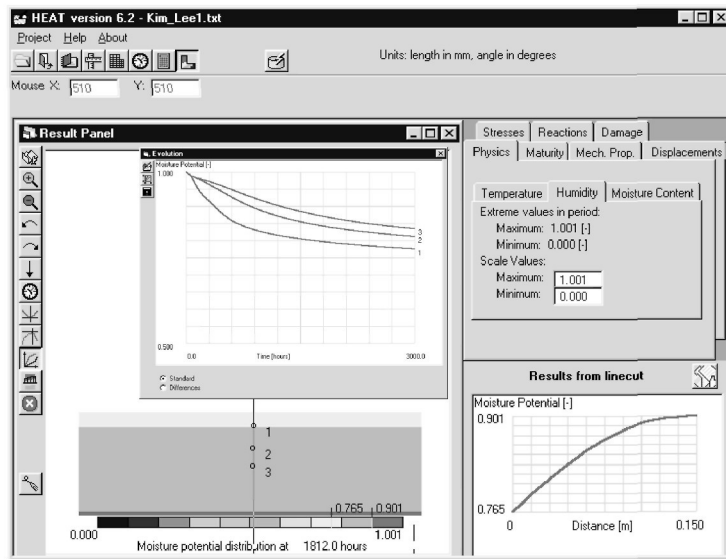 HEAT version 6.2 - Kim_Lee1.txt
Project Help About
Units: length in mm, angle in degrees
Mouse X: 510 Y: 510
Result Panel
Evolution
Moisture Potential [-]
1.000
3
2
1
0.500
0.0 Time [hours] 3000.0
Standard
Differences
1
2
3
0.765 0.901
0.000 1.001
Moisture potential distribution at 1812.0 hours
Stresses Reactions Damage
Physics Maturity Mech. Prop. Displacements
Temperature Humidity Moisture Content
Extreme values in period:
Maximum: 1.001 [-]
Minimum: 0.000 [-]
Scale Values:
Maximum: 1.001
Minimum: 0.000
Results from linecut
Moisture Potential [-]
0.901
0.765
0 Distance [m] 0.150